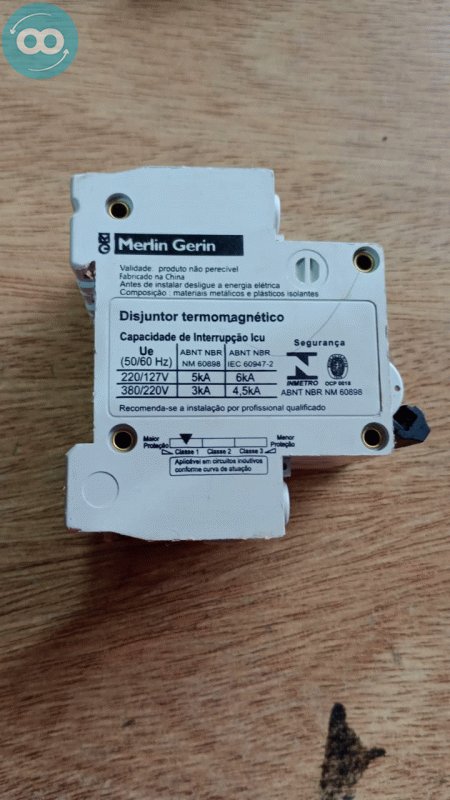 Merlin Gerin
Validade: produto não perecível
Fabricado na China
Antes de instalar desligue a energia elétrica
Composição : materiais metálicos e plásticos isolantes
Disjuntor termomagnético
Capacidade de Interrupção Icu
Ue (50/60 Hz) ABNT NBR NM 60898 ABNT NBR IEC 60947-2
220/127V 5kA 6kA
380/220V 3kA 4,5kA
Segurança
INMETRO OCP 0018
ABNT NBR NM 60898
Recomenda-se a instalação por profissional qualificado
Maior Proteção Classe 1 Classe 2 Classe 3 Menor Proteção
Aplicável em circuitos indutivos
conforme curva de atuação